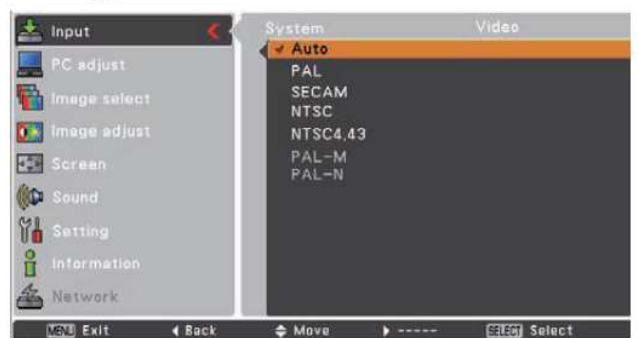 Input
PC adjust
Image select
Image adjust
Screen
Sound
Setting
Information
Network
System Video
Auto
PAL
SECAM
NTSC
NTSC4,43
PAL-M
PAL-N
MENU Exit Back Move ----- SELECT Select